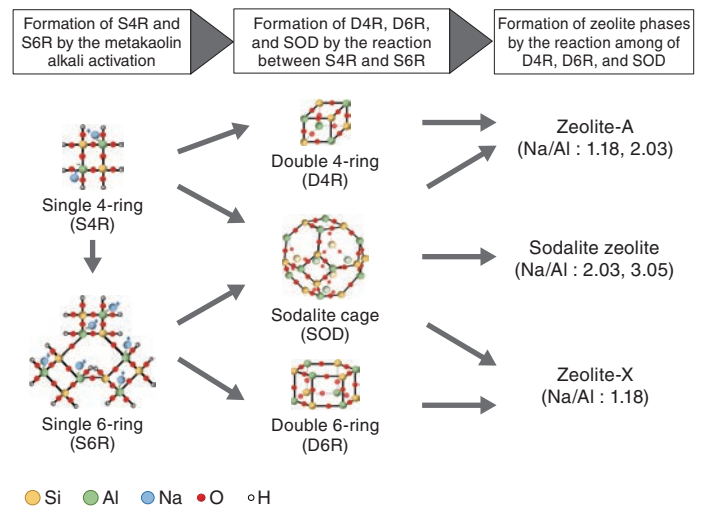 Formation of S4R and
S6R by the metakaolin
alkali activation
Formation of D4R, D6R,
and SOD by the reaction
between S4R and S6R
Formation of zeolite phases
by the reaction among of
D4R, D6R, and SOD
Single 4-ring
(S4R)
Single 6-ring
(S6R)
Double 4-ring
(D4R)
Sodalite cage
(SOD)
Double 6-ring
(D6R)
Zeolite-A
(Na/Al : 1.18, 2.03)
Sodalite zeolite
(Na/Al : 2.03, 3.05)
Zeolite-X
(Na/Al : 1.18)
Si Al Na O H